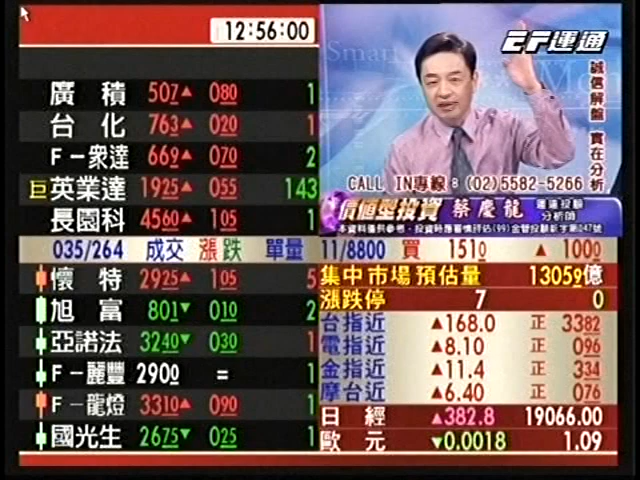 12:56:00
EF運通
Smart
Mo
誠信解盤 實在分析
CALL IN專線：(02)5582-5266
價值型投資 蔡慶龍 運達投顧 分析師
廣積 507▲ 080 1
台化 763▲ 020 1
F－眾達 669▲ 070 2
巨 英業達 1925▲ 055 143
長園科 4560▲ 105 1
035/264 成交 漲跌 單量
懷特 2925▲ 105 5
旭富 801▼ 010 2
亞諾法 3240▼ 030 1
F－麗豐 2900 = 1
F－龍燈 3310▲ 090 1
國光生 2675▼ 025 1
11/8800 買 1510 ▲ 1000
集中市場預估量 13059億
漲跌停 7 0
台指近 ▲168.0 正 3382
電指近 ▲8.10 正 096
金指近 ▲11.4 正 334
摩台近 ▲6.40 正 076
日經 ▲382.8 19066.00
歐元 ▼0.0018 1.09